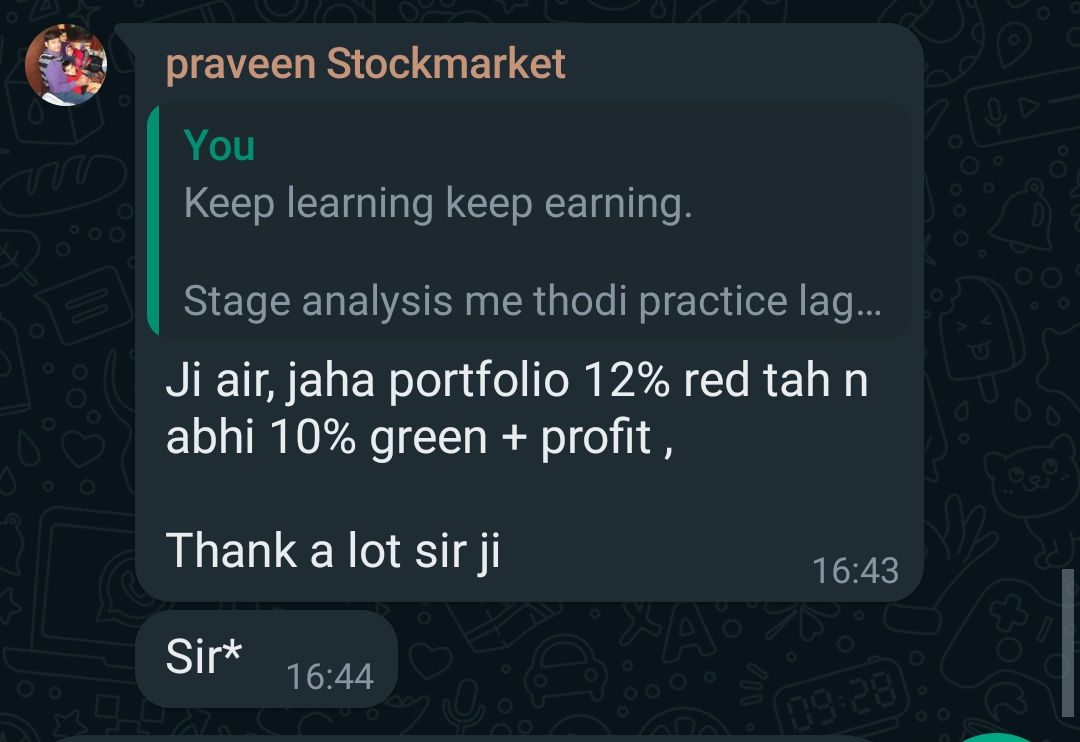 praveen Stockmarket
You
Keep learning keep earning.
Stage analysis me thodi practice lag...
Ji air, jaha portfolio 12% red tah n
abhi 10% green + profit ,
Thank a lot sir ji
16:43
Sir*
16:44